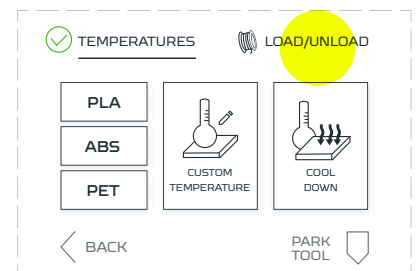 TEMPERATURES
LOAD/UNLOAD
PLA
ABS
PET
CUSTOM
TEMPERATURE
COOL
DOWN
BACK
PARK
TOOL